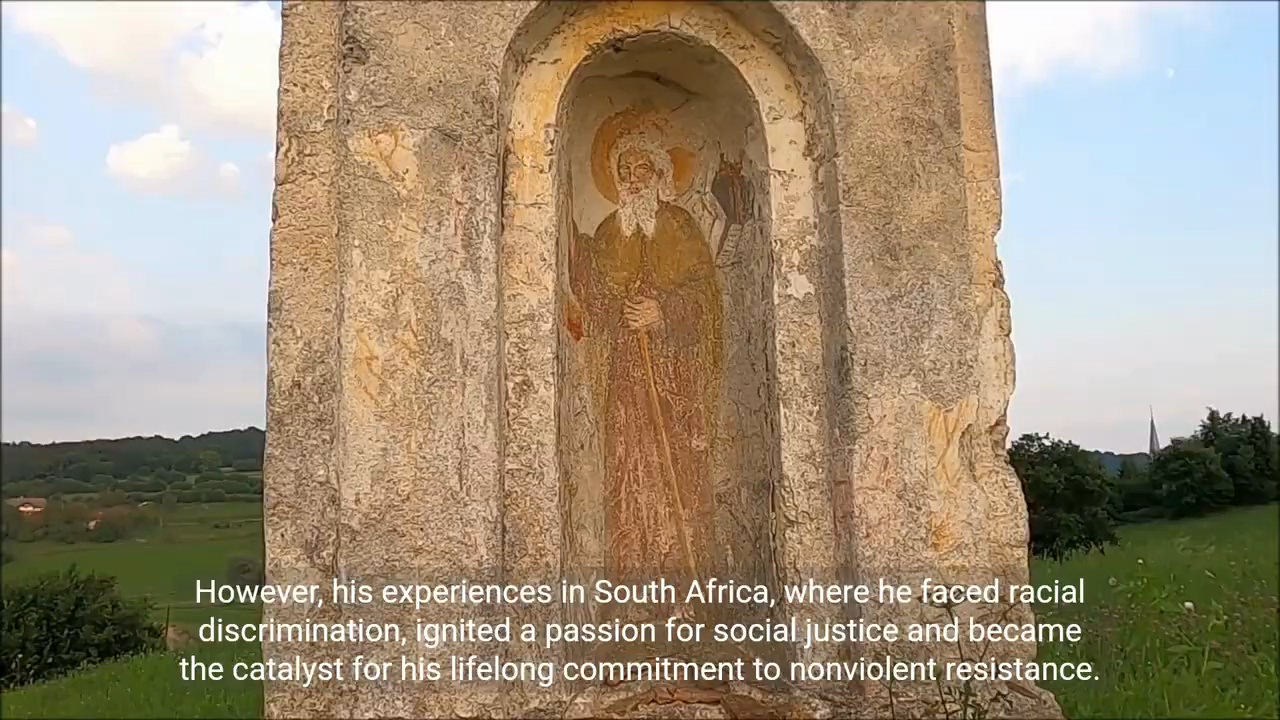 However, his experiences in South Africa, where he faced racial
discrimination, ignited a passion for social justice and became
the catalyst for his lifelong commitment to nonviolent resistance.